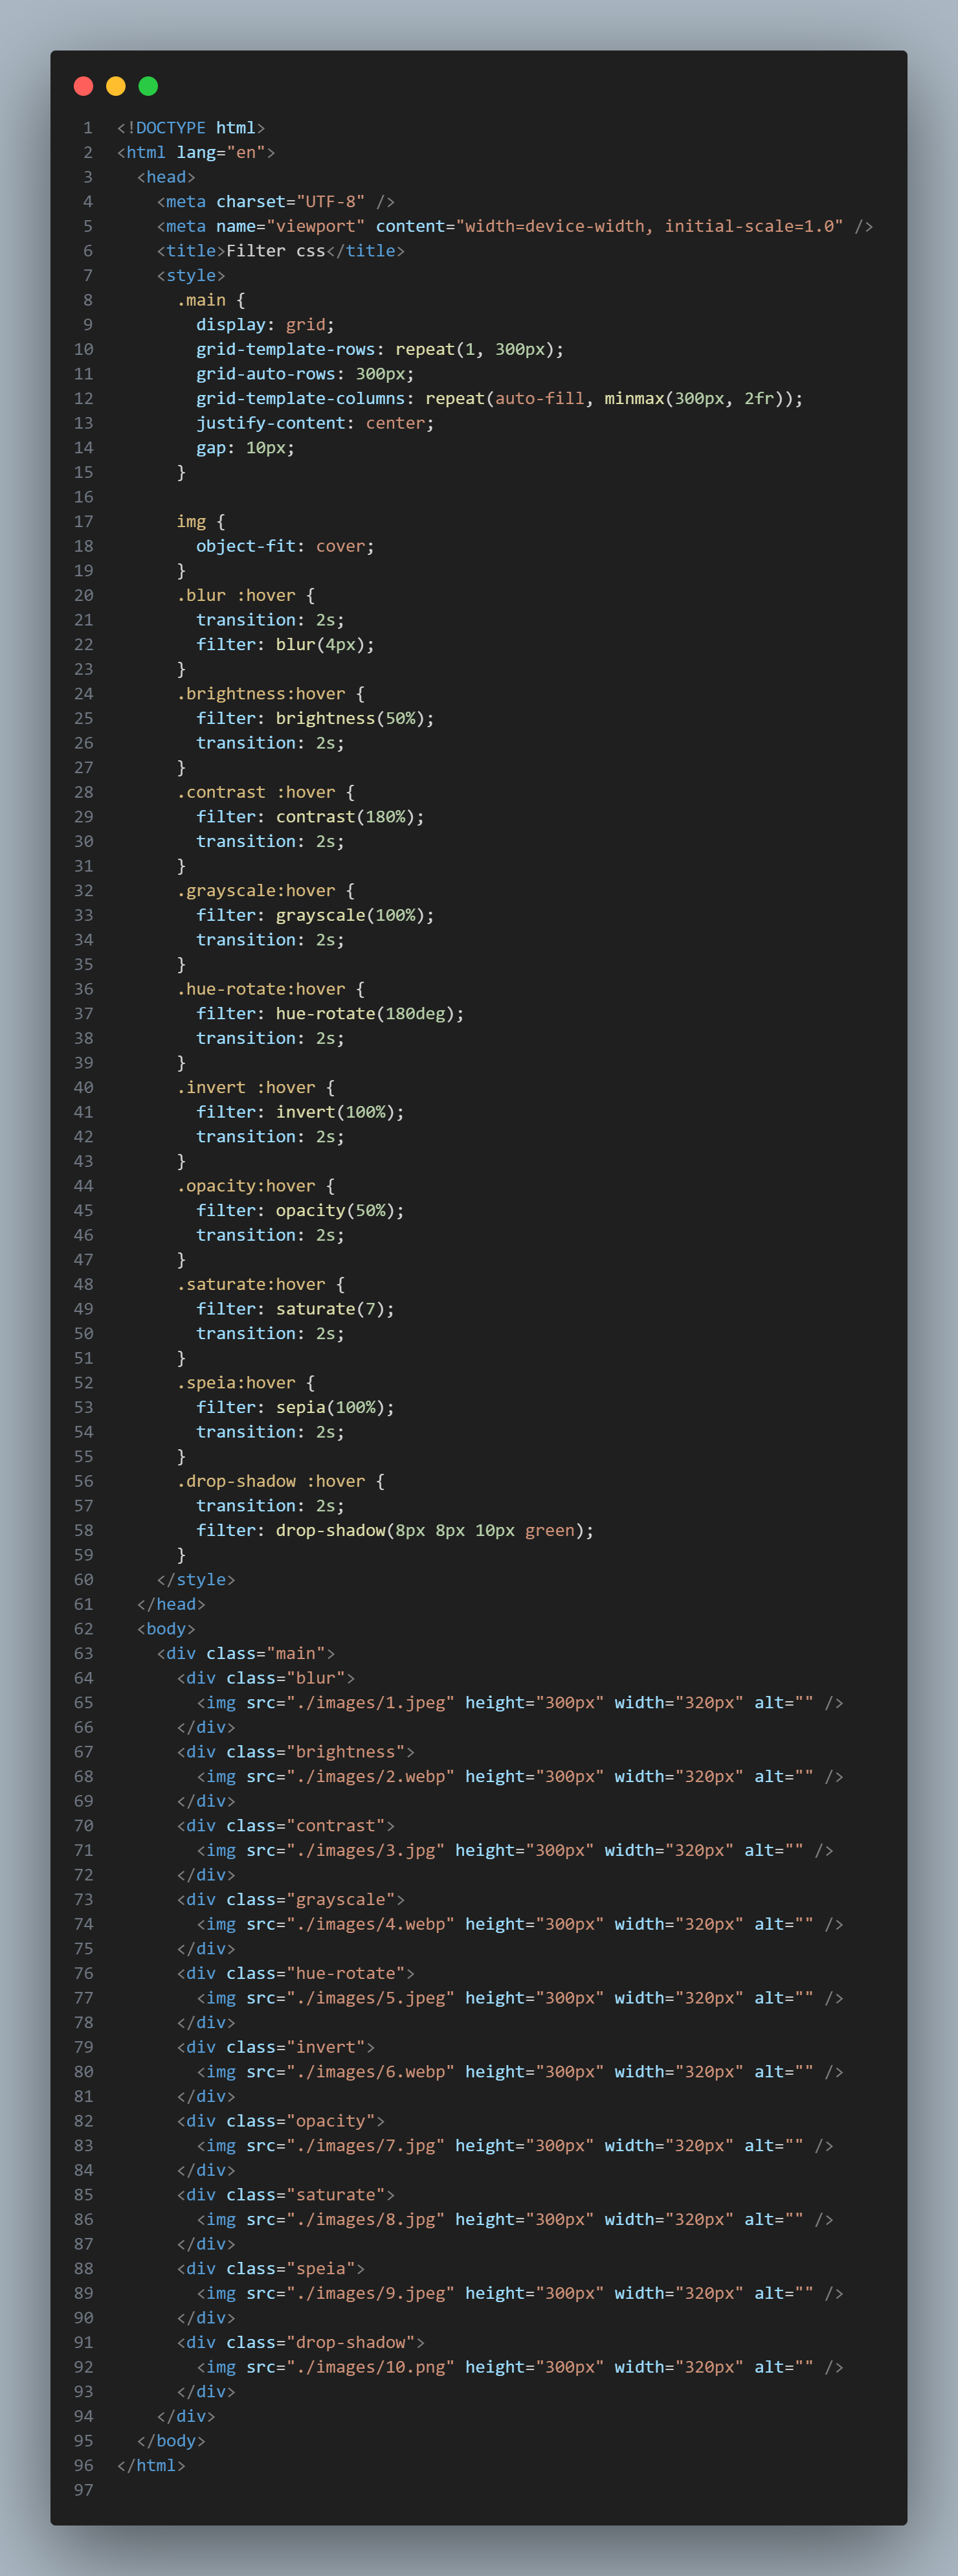 1 <!DOCTYPE html>
2 <html lang="en">
3   <head>
4     <meta charset="UTF-8" />
5     <meta name="viewport" content="width=device-width, initial-scale=1.0" />
6     <title>Filter css</title>
7     <style>
8       .main {
9         display: grid;
10         grid-template-rows: repeat(1, 300px);
11         grid-auto-rows: 300px;
12         grid-template-columns: repeat(auto-fill, minmax(300px, 2fr));
13         justify-content: center;
14         gap: 10px;
15       }
16
17       img {
18         object-fit: cover;
19       }
20       .blur :hover {
21         transition: 2s;
22         filter: blur(4px);
23       }
24       .brightness:hover {
25         filter: brightness(50%);
26         transition: 2s;
27       }
28       .contrast :hover {
29         filter: contrast(180%);
30         transition: 2s;
31       }
32       .grayscale:hover {
33         filter: grayscale(100%);
34         transition: 2s;
35       }
36       .hue-rotate:hover {
37         filter: hue-rotate(180deg);
38         transition: 2s;
39       }
40       .invert :hover {
41         filter: invert(100%);
42         transition: 2s;
43       }
44       .opacity:hover {
45         filter: opacity(50%);
46         transition: 2s;
47       }
48       .saturate:hover {
49         filter: saturate(7);
50         transition: 2s;
51       }
52       .speia:hover {
53         filter: sepia(100%);
54         transition: 2s;
55       }
56       .drop-shadow :hover {
57         transition: 2s;
58         filter: drop-shadow(8px 8px 10px green);
59       }
60     </style>
61   </head>
62   <body>
63     <div class="main">
64       <div class="blur">
65         <img src="./images/1.jpeg" height="300px" width="320px" alt="" />
66       </div>
67       <div class="brightness">
68         <img src="./images/2.webp" height="300px" width="320px" alt="" />
69       </div>
70       <div class="contrast">
71         <img src="./images/3.jpg" height="300px" width="320px" alt="" />
72       </div>
73       <div class="grayscale">
74         <img src="./images/4.webp" height="300px" width="320px" alt="" />
75       </div>
76       <div class="hue-rotate">
77         <img src="./images/5.jpeg" height="300px" width="320px" alt="" />
78       </div>
79       <div class="invert">
80         <img src="./images/6.webp" height="300px" width="320px" alt="" />
81       </div>
82       <div class="opacity">
83         <img src="./images/7.jpg" height="300px" width="320px" alt="" />
84       </div>
85       <div class="saturate">
86         <img src="./images/8.jpg" height="300px" width="320px" alt="" />
87       </div>
88       <div class="speia">
89         <img src="./images/9.jpeg" height="300px" width="320px" alt="" />
90       </div>
91       <div class="drop-shadow">
92         <img src="./images/10.png" height="300px" width="320px" alt="" />
93       </div>
94     </div>
95   </body>
96 </html>
97